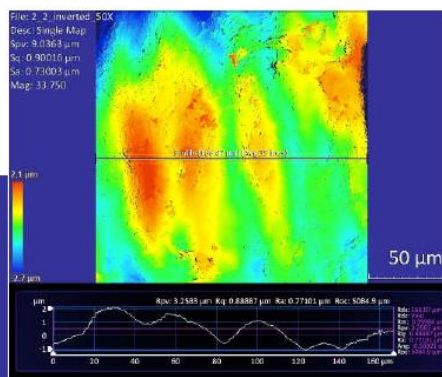 File: 2_2_inverted_50X
Desc: Single Map
Spv: 9.0363 µm
Sq: 0.90010 µm
Sa: 0.73003 µm
Mag: 33.750
2.1 µm
-2.7 µm
50 µm
Rpv: 3.2583 µm Rq: 0.88887 µm Ra: 0.77101 µm Roc: 5084.9 µm
µm
2
1
0
-1
0 20 40 60 80 100 120 140 µm